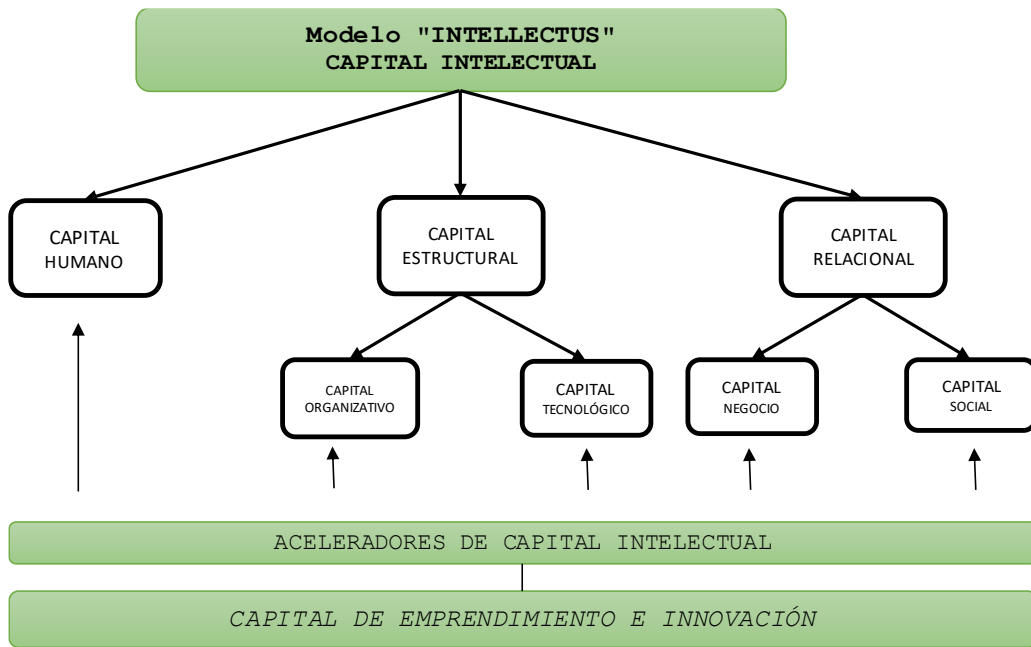 Modelo "INTELLECTUS"
CAPITAL INTELECTUAL
CAPITAL
HUMANO
CAPITAL
ESTRUCTURAL
CAPITAL
RELACIONAL
CAPITAL
ORGANIZATIVO
CAPITAL
TECNOLÓGICO
CAPITAL
NEGOCIO
CAPITAL
SOCIAL
ACELERADORES DE CAPITAL INTELECTUAL
CAPITAL DE EMPRENDIMIENTO E INNOVACIÓN